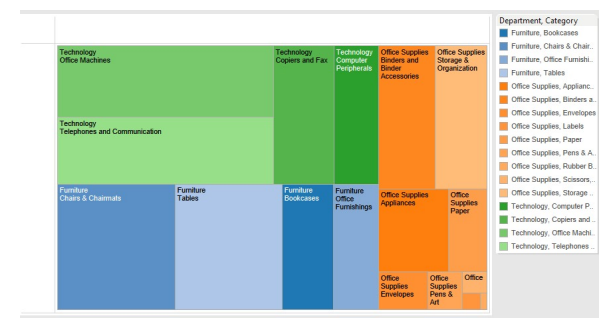 Technology
Office Machines
Technology
Copiers and Fax
Technology
Computer
Peripherals
Office Supplies
Binders and
Binder
Accessories
Office Supplies
Storage &
Organization
Technology
Telephones and Communication
Furniture
Chairs & Chairmats
Furniture
Tables
Furniture
Bookcases
Furniture
Office
Furnishings
Office Supplies
Appliances
Office
Supplies
Paper
Office
Supplies
Envelopes
Office
Supplies
Pens &
Art
Office
Department, Category
Furniture, Bookcases
Furniture, Chairs & Chair..
Furniture, Office Furnishi..
Furniture, Tables
Office Supplies, Applianc..
Office Supplies, Binders a..
Office Supplies, Envelopes
Office Supplies, Labels
Office Supplies, Paper
Office Supplies, Pens & A..
Office Supplies, Rubber B..
Office Supplies, Scissors,..
Office Supplies, Storage ..
Technology, Computer P..
Technology, Copiers and ..
Technology, Office Machi..
Technology, Telephones ..